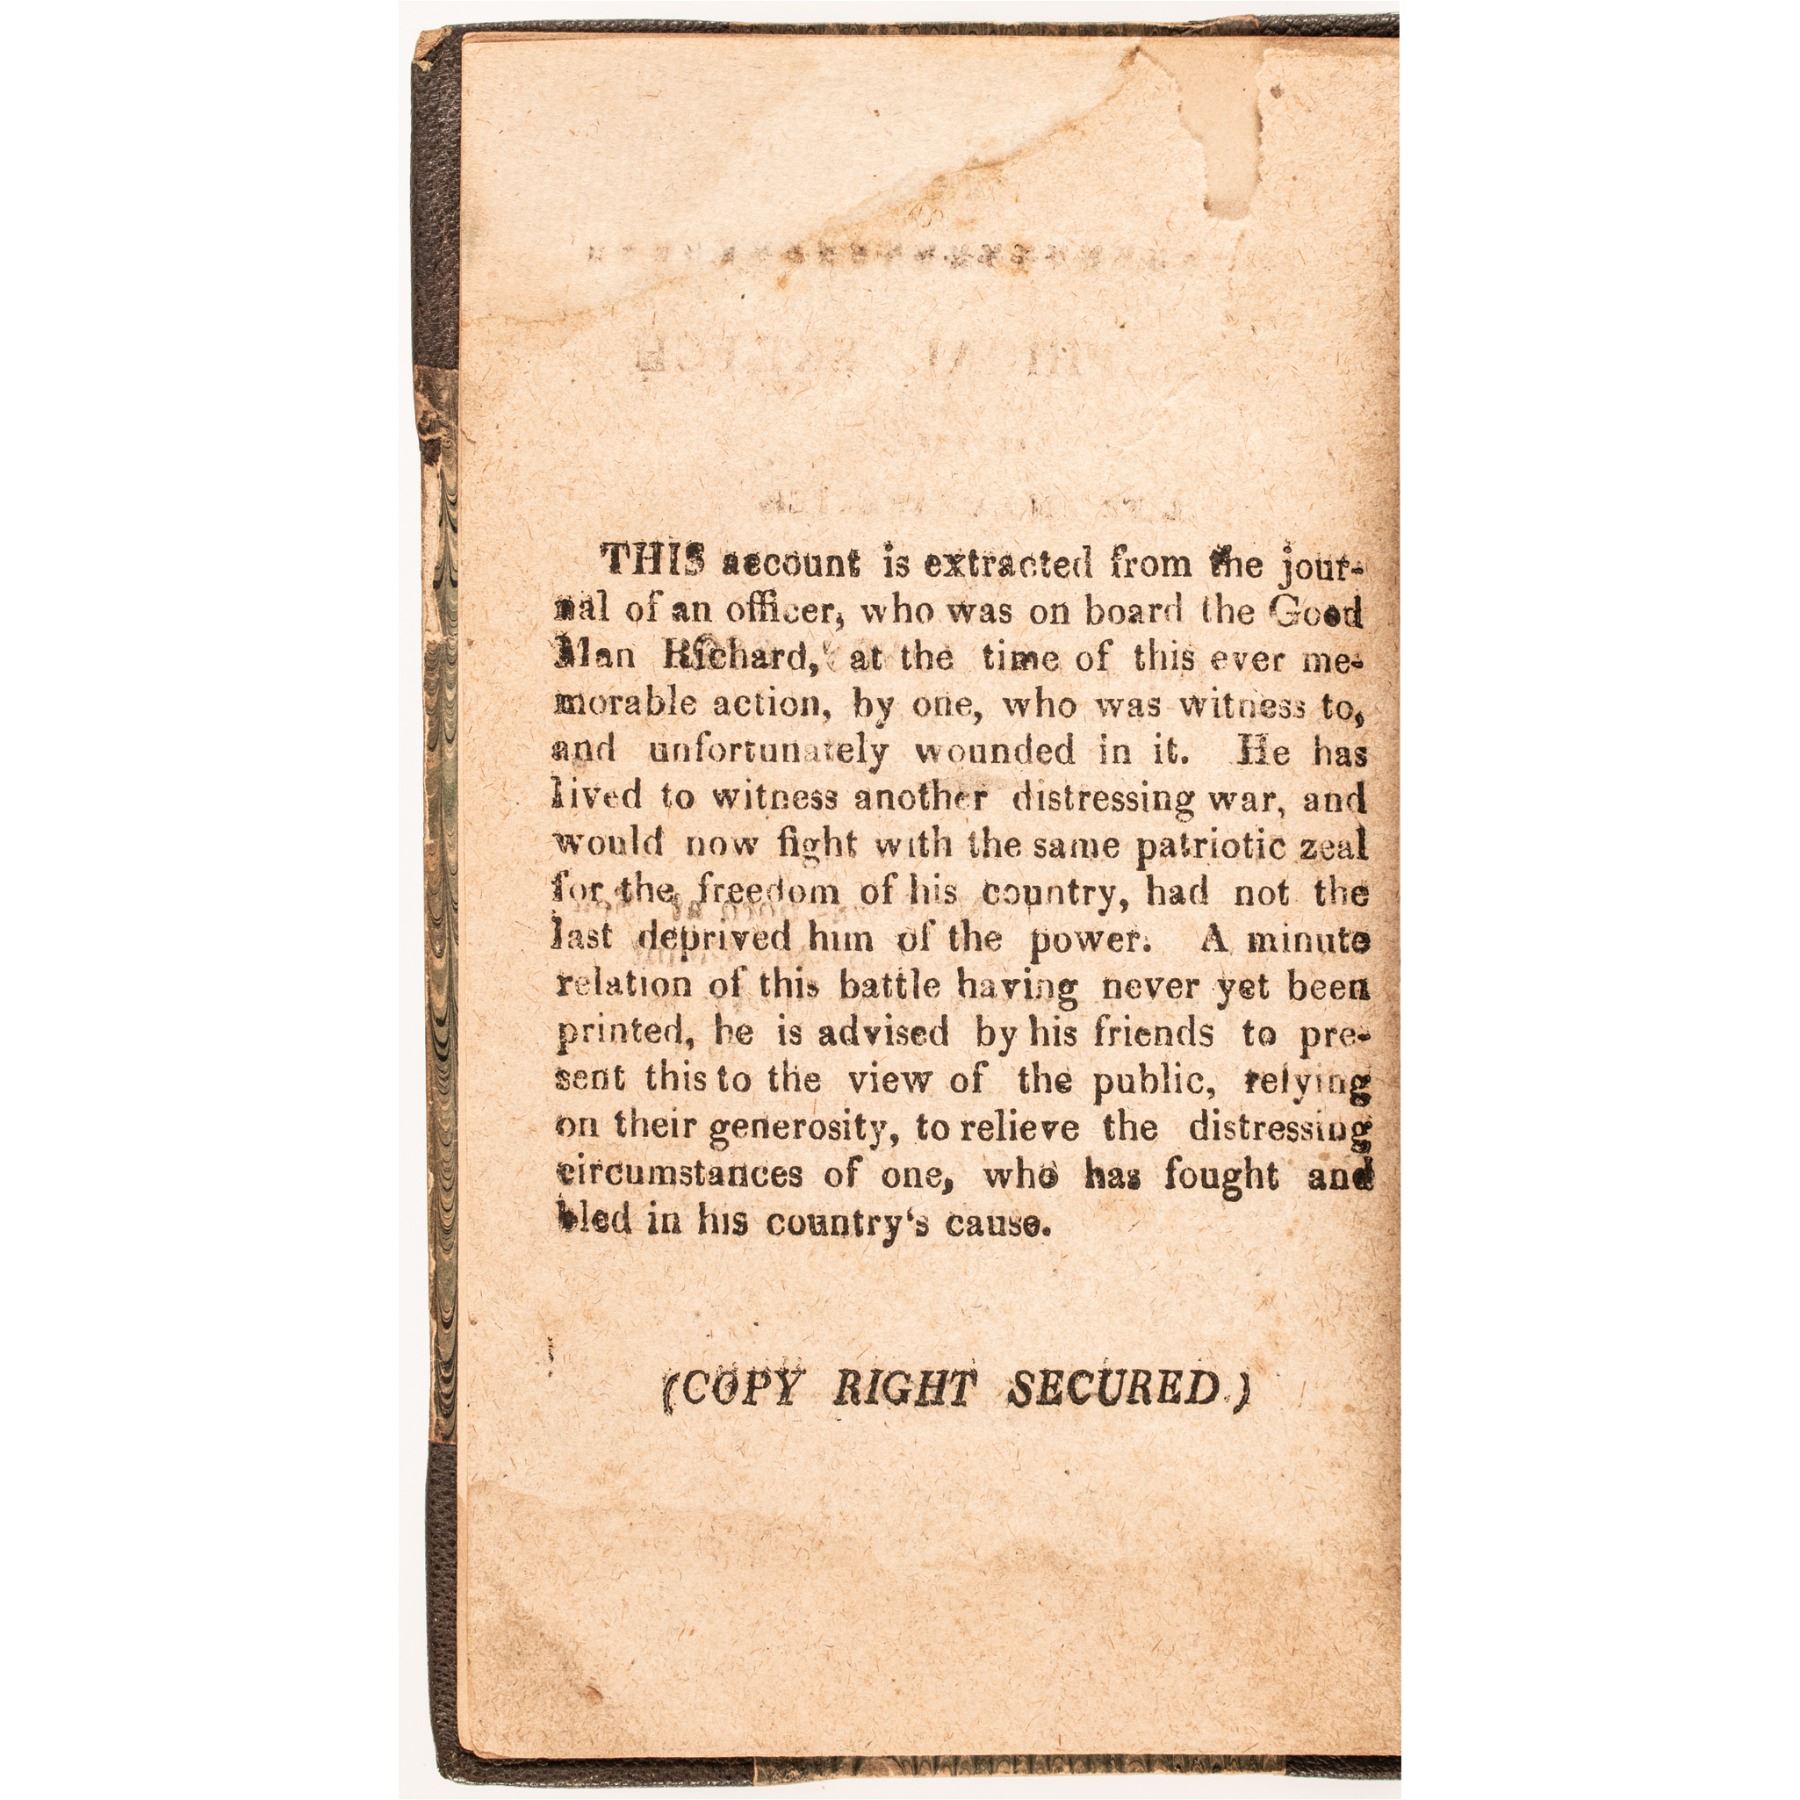 THIS account is extracted from the jour-
nal of an officer, who was on board the Good
Man Richard, at the time of this ever me-
morable action, by one, who was witness to,
and unfortunately wounded in it. He has
lived to witness another distressing war, and
would now fight with the same patriotic zeal
for the freedom of his country, had not the
last deprived him of the power. A minute
relation of this battle having never yet been
printed, he is advised by his friends to pre-
sent this to the view of the public, relying
on their generosity, to relieve the distressing
circumstances of one, who has fought and
bled in his country‘s cause.
(COPY RIGHT SECURED.)